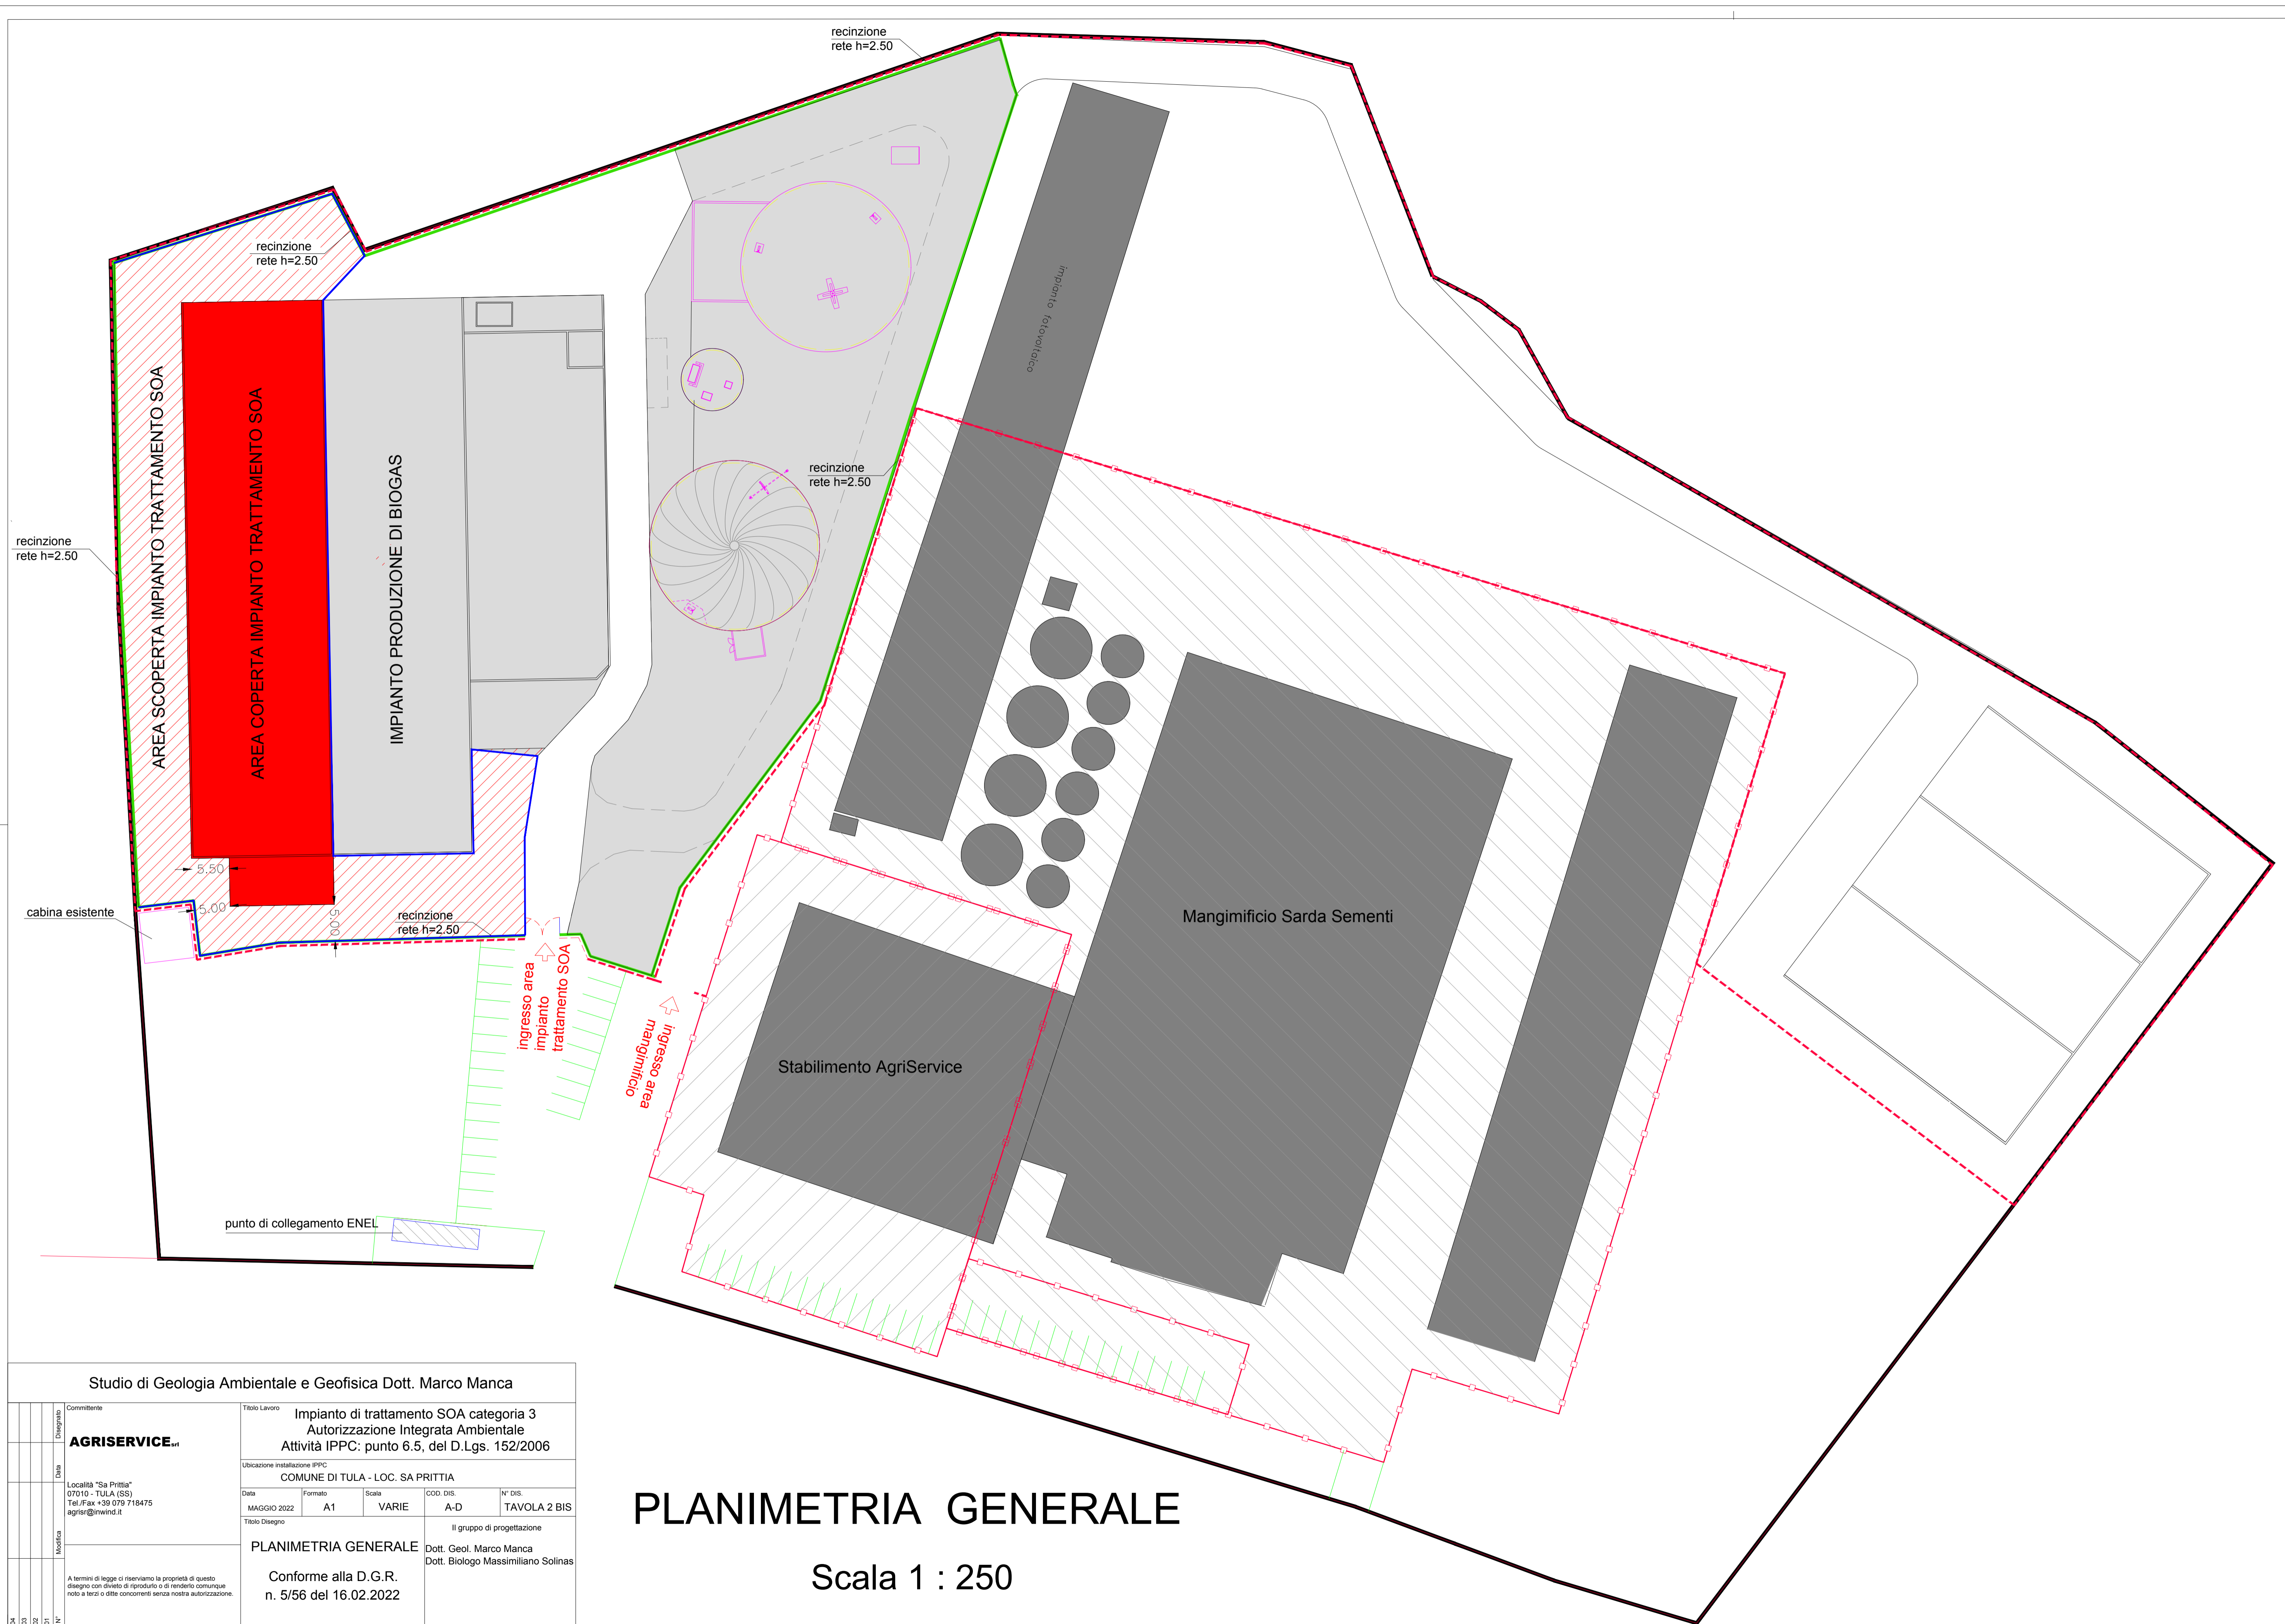 recinzione
rete h=2.50
recinzione
rete h=2.50
impianto fotovoltaico
AREA SCOPERTA IMPIANTO TRATTAMENTO SOA
AREA COPERTA IMPIANTO TRATTAMENTO SOA
IMPIANTO PRODUZIONE DI BIOGAS
recinzione
rete h=2.50
recinzione
rete h=2.50
5.50
5.00
5.00
cabina esistente
recinzione
rete h=2.50
Mangimificio Sarda Sementi
ingresso area
impianto
trattamento SOA
ingresso area
mangimificio
Stabilimento AgriService
punto di collegamento ENEL
Studio di Geologia Ambientale e Geofisica Dott. Marco Manca
Disegnato
Data
Modifica
N°
01
02
03
04
Committente
AGRISERVICE srl
Località "Sa Prittia"
07010 - TULA (SS)
Tel./Fax +39 079 718475
agrisr@inwind.it
A termini di legge ci riserviamo la proprietà di questo
disegno con divieto di riprodurlo o di renderlo comunque
noto a terzi o ditte concorrenti senza nostra autorizzazione.
Titolo Lavoro
Impianto di trattamento SOA categoria 3
Autorizzazione Integrata Ambientale
Attività IPPC: punto 6.5, del D.Lgs. 152/2006
Ubicazione installazione IPPC
COMUNE DI TULA - LOC. SA PRITTIA
Data
MAGGIO 2022
Formato
A1
Scala
VARIE
COD. DIS.
A-D
N° DIS.
TAVOLA 2 BIS
Titolo Disegno
PLANIMETRIA GENERALE
Conforme alla D.G.R.
n. 5/56 del 16.02.2022
Il gruppo di progettazione
Dott. Geol. Marco Manca
Dott. Biologo Massimiliano Solinas
PLANIMETRIA GENERALE
Scala 1 : 250